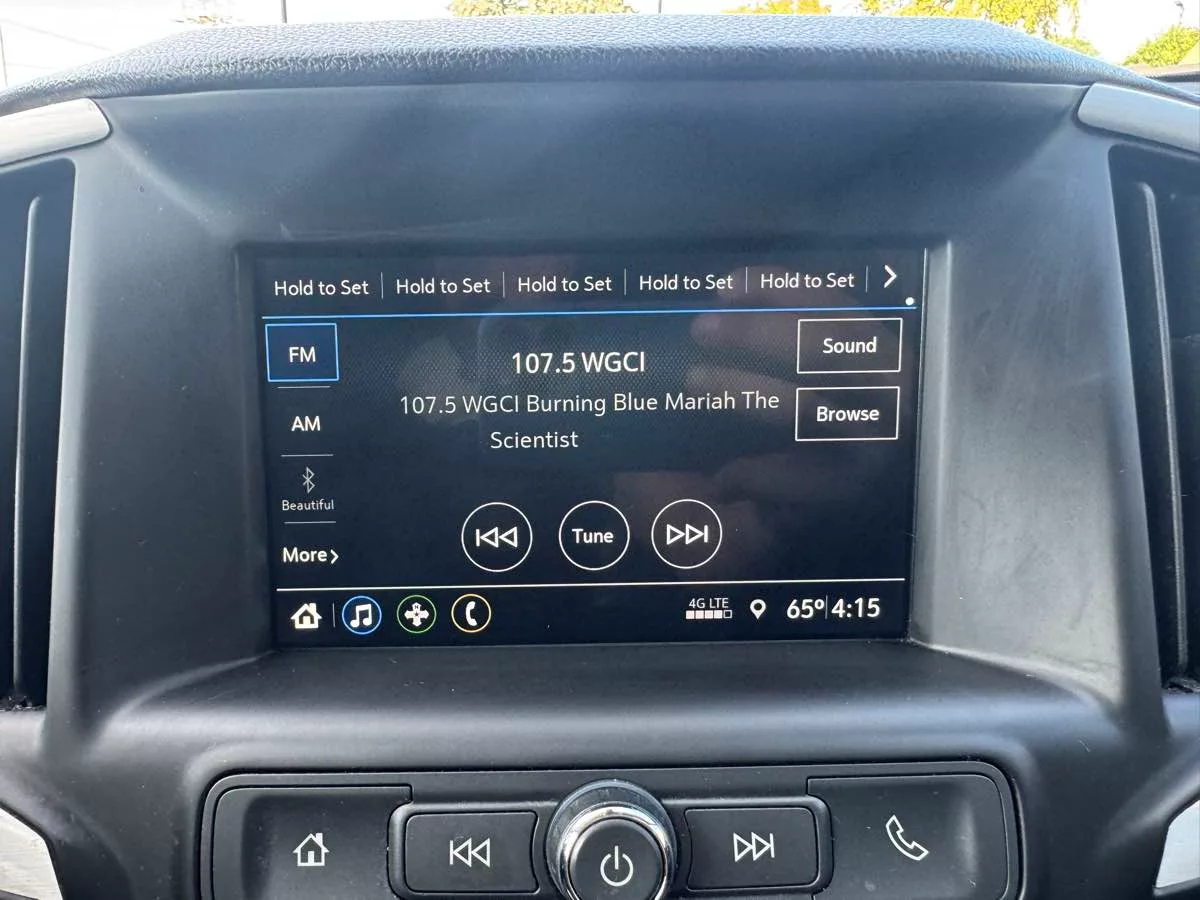 Hold to Set Hold to Set Hold to Set Hold to Set Hold to Set
FM
107.5 WGCI
Sound
107.5 WGCI Burning Blue Mariah The
Scientist
Browse
AM
Beautiful
More
Tune
4G LTE
65° 4:15